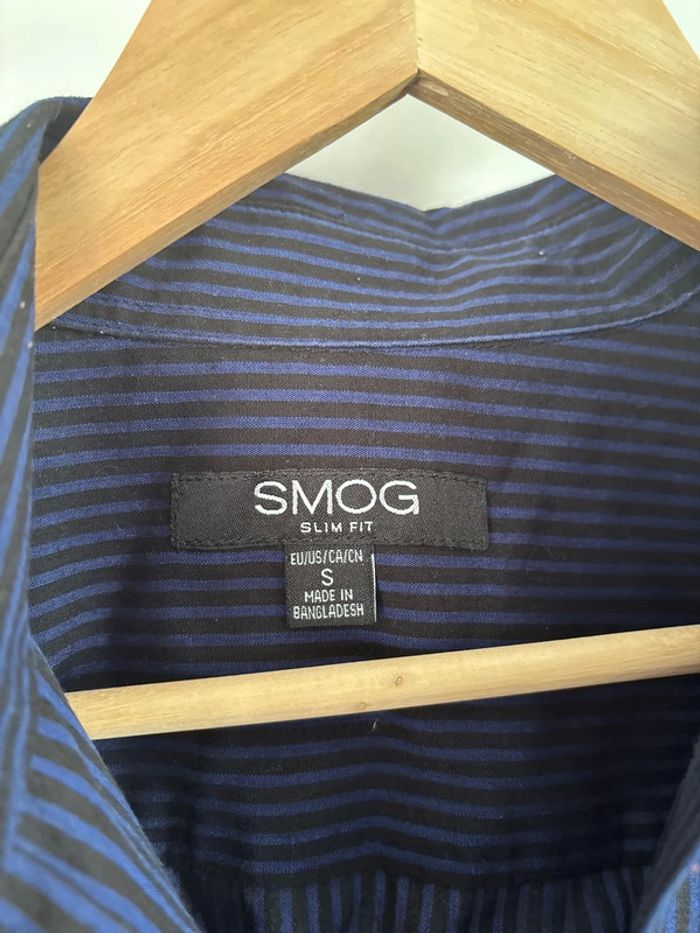 SMOG
SLIM FIT
EU/US/CA/CN
S
MADE IN
BANGLADESH